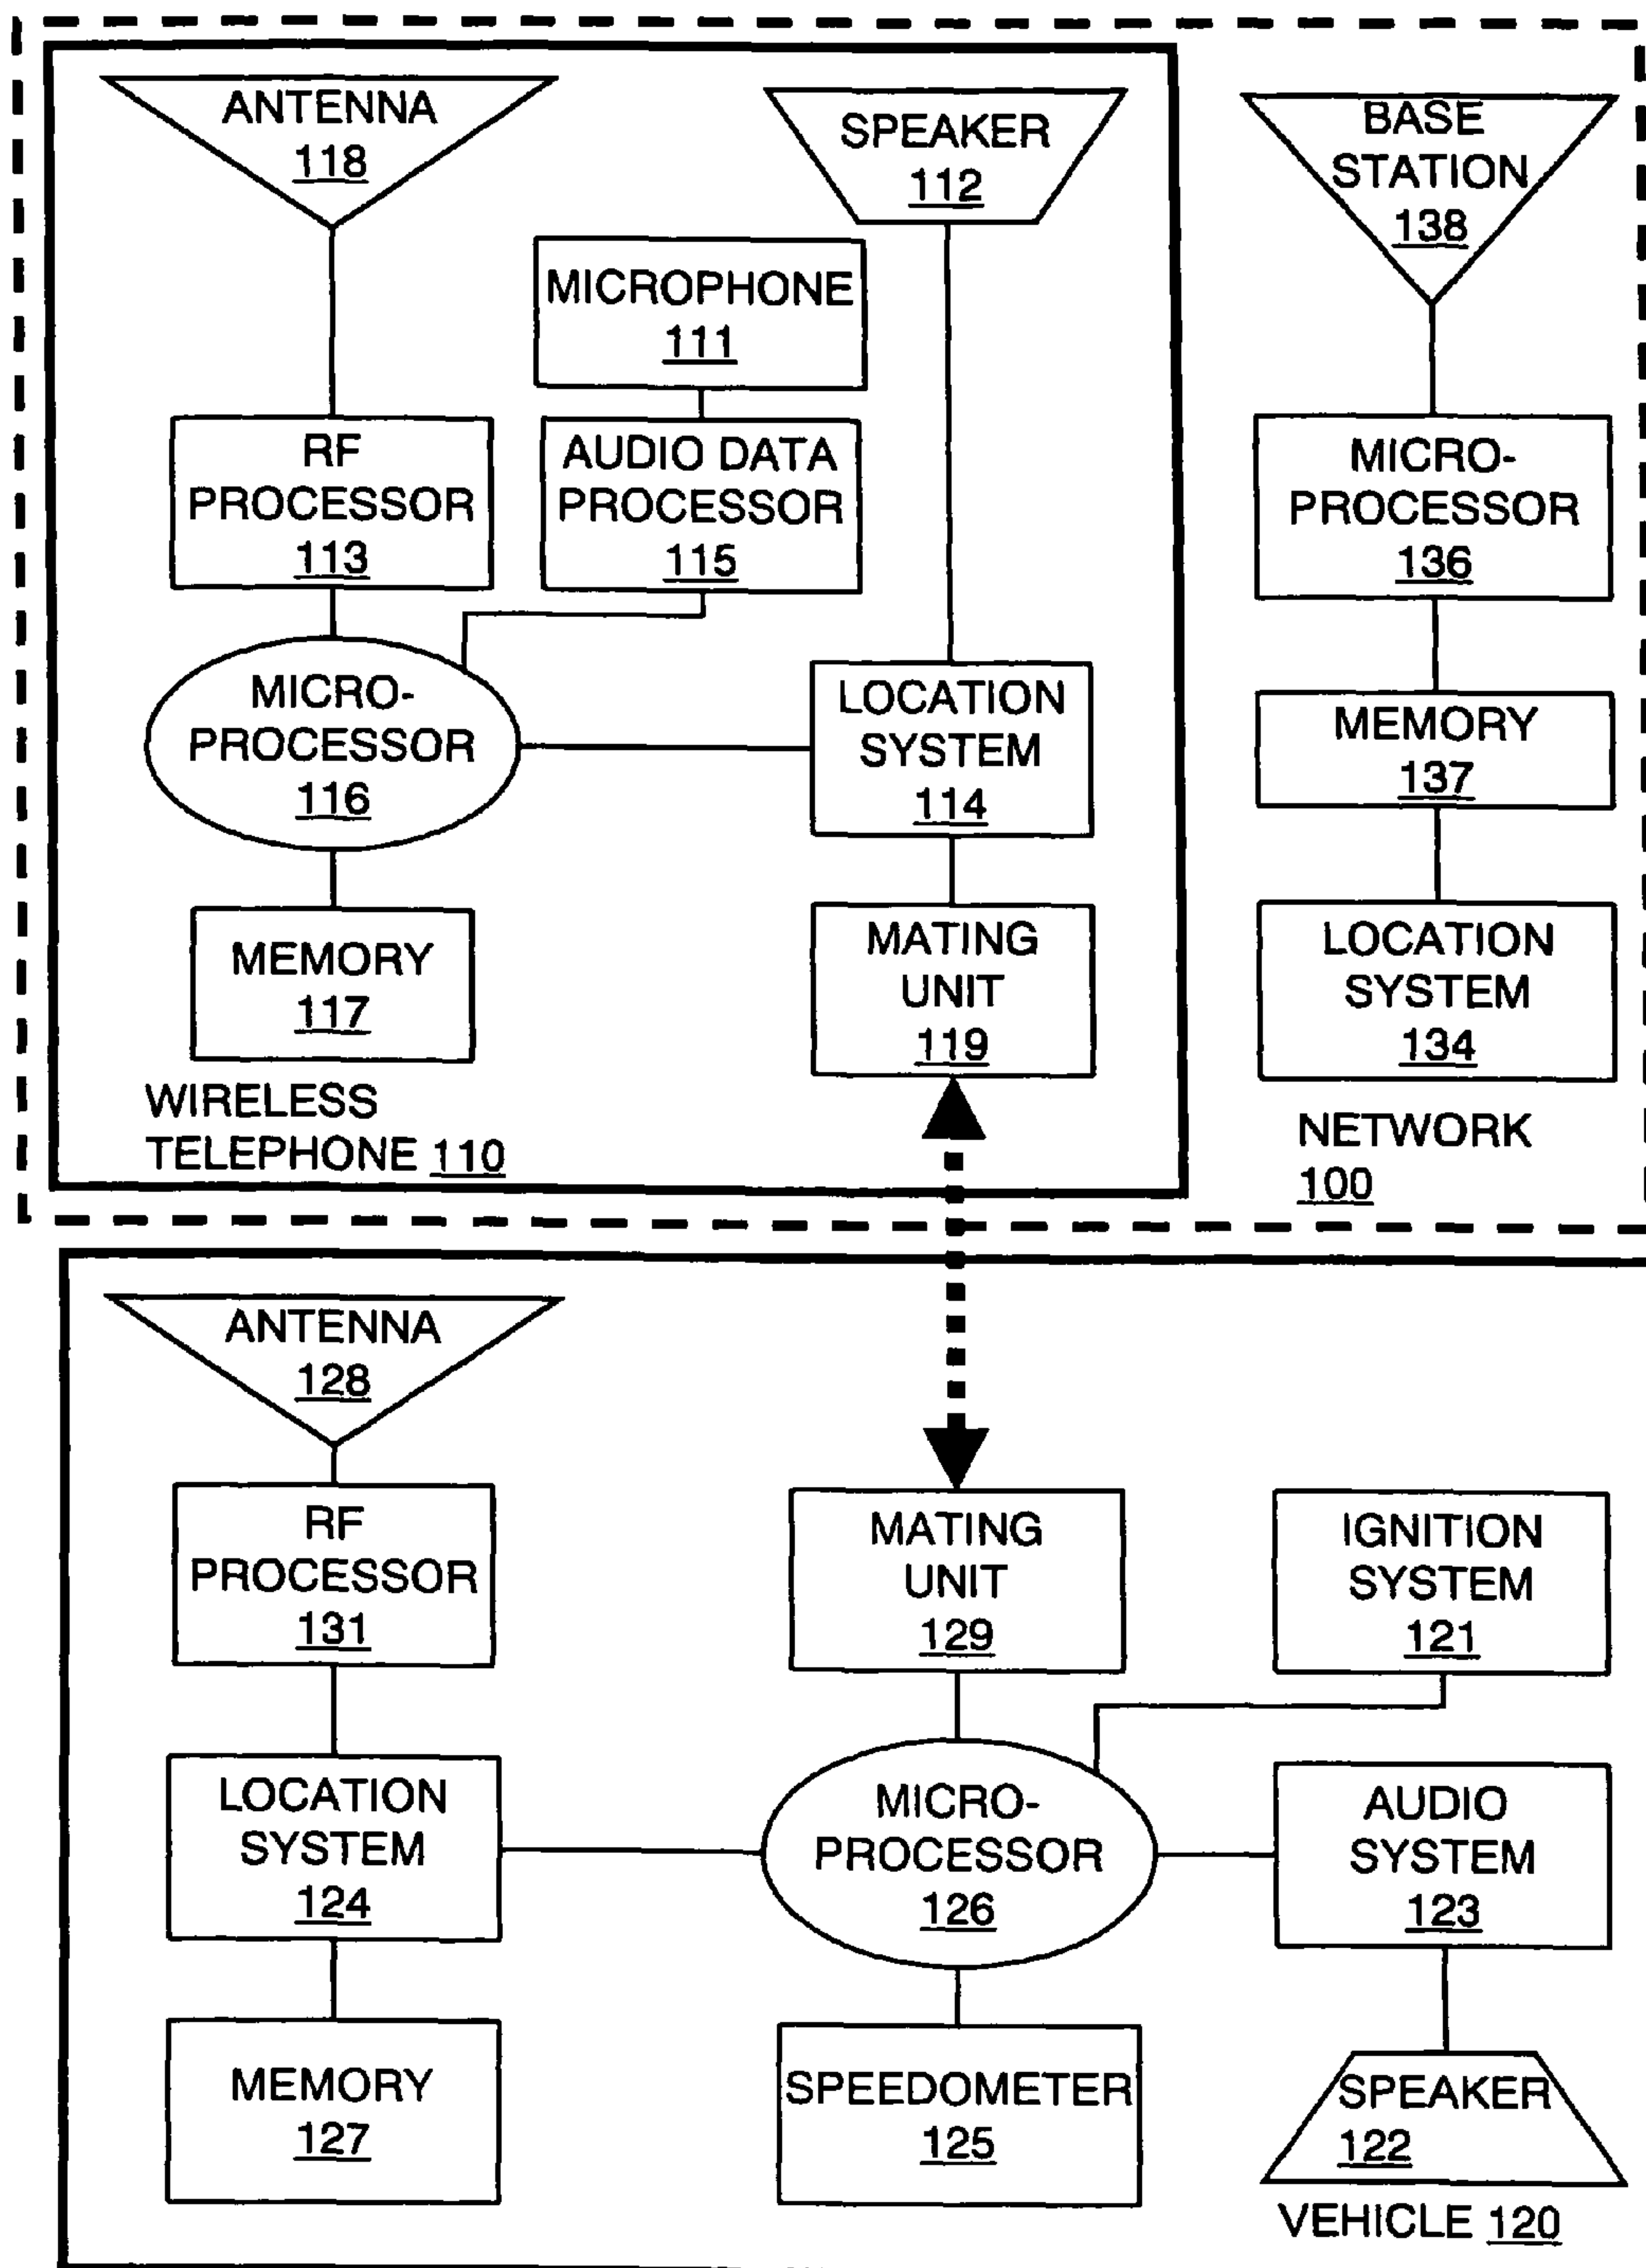 ANTENNA
118
SPEAKER
112
BASE
STATION
138
MICROPHONE
111
RF
PROCESSOR
113
AUDIO DATA
PROCESSOR
115
MICRO-
PROCESSOR
136
MICRO-
PROCESSOR
116
LOCATION
SYSTEM
114
MEMORY
137
MEMORY
117
MATING
UNIT
119
LOCATION
SYSTEM
134
WIRELESS
TELEPHONE 110
NETWORK
100
ANTENNA
128
RF
PROCESSOR
131
MATING
UNIT
129
IGNITION
SYSTEM
121
LOCATION
SYSTEM
124
MICRO-
PROCESSOR
126
AUDIO
SYSTEM
123
MEMORY
127
SPEEDOMETER
125
SPEAKER
122
VEHICLE 120